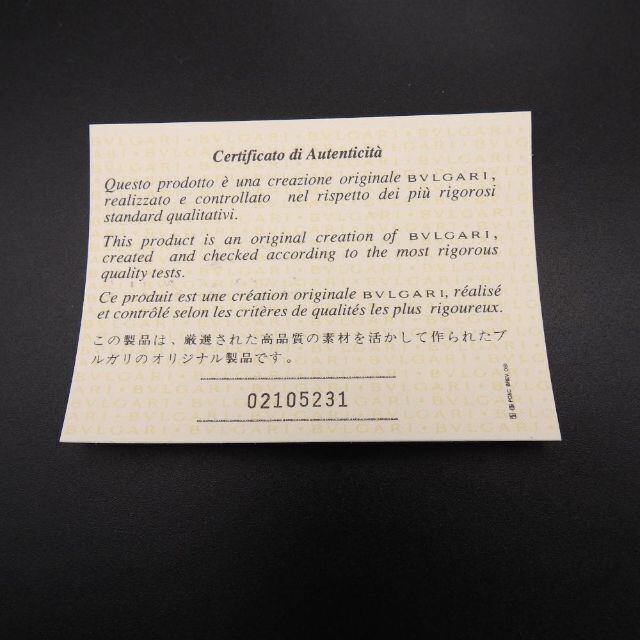 Certificato di Autenticità
Questo prodotto è una creazione originale BVLGARI,
realizzato e controllato nel rispetto dei più rigorosi
standard qualitativi.
This product is an original creation of BVLGARI,
created and checked according to the most rigorous
quality tests.
Ce produit est une création originale BVLGARI, réalisé
et contrôlé selon les critères de qualités les plus rigoureux.
この製品は、厳選された高品質の素材を活かして作られたブ
ルガリのオリジナル製品です。
02105231